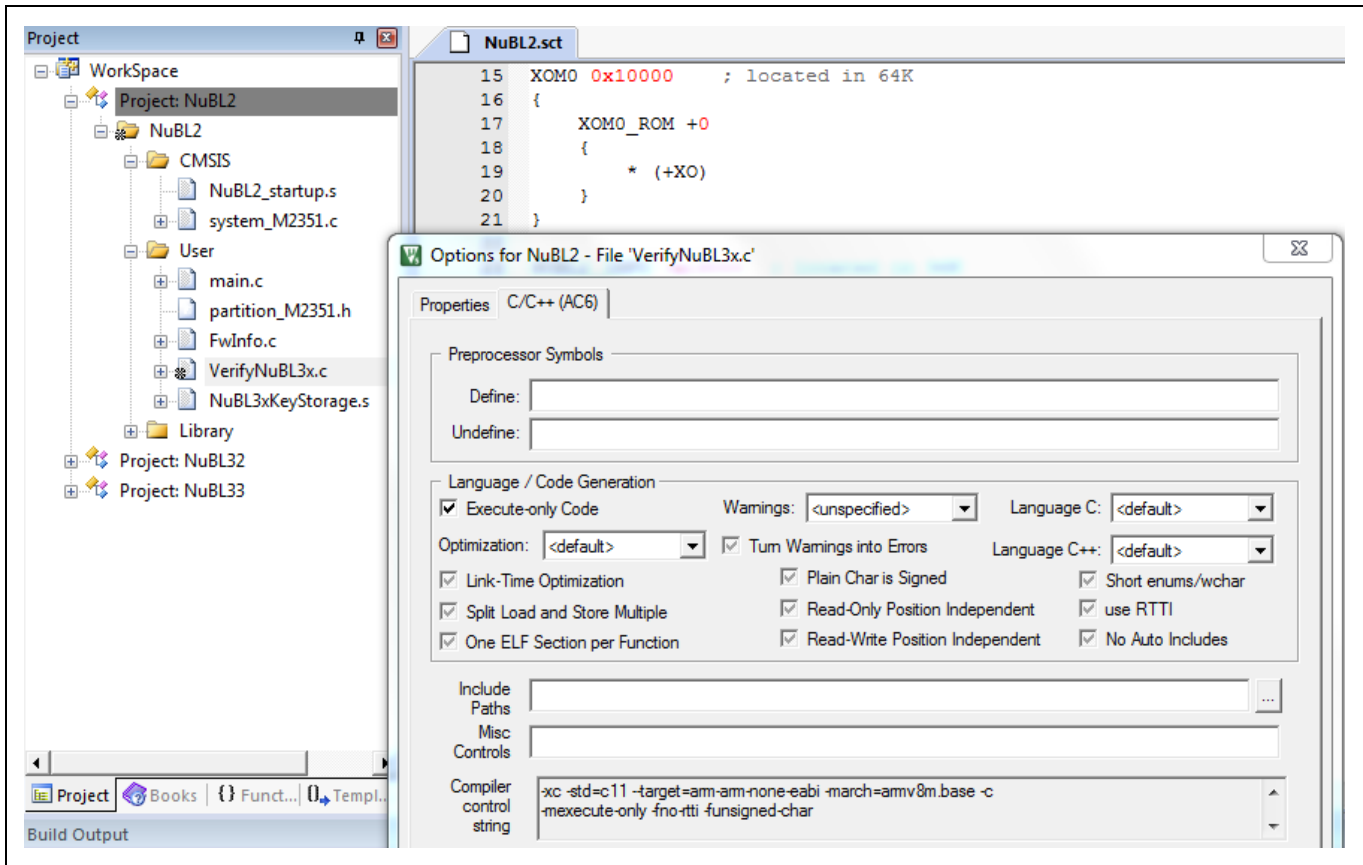 Project
WorkSpace
Project: NuBL2
NuBL2
CMSIS
NuBL2_startup.s
system_M2351.c
User
main.c
partition_M2351.h
FwInfo.c
VerifyNuBL3x.c
NuBL3xKeyStorage.s
Library
Project: NuBL32
Project: NuBL33
Project Books {} Funct... 0 Templ..
Build Output
NuBL2.sct
15 XOM0 0x10000 ; located in 64K
16 {
17 XOM0_ROM +0
18 {
19 * (+XO)
20 }
21 }
Options for NuBL2 - File 'VerifyNuBL3x.c'
Properties C/C++ (AC6)
Preprocessor Symbols
Define:
Undefine:
Language / Code Generation
Execute-only Code Warnings: <unspecified> Language C: <default>
Optimization: <default> Turn Warnings into Errors Language C++: <default>
Link-Time Optimization Plain Char is Signed Short enums/wchar
Split Load and Store Multiple Read-Only Position Independent use RTTI
One ELF Section per Function Read-Write Position Independent No Auto Includes
Include
Paths
...
Misc
Controls
Compiler
control
string
-xc -std=c11 --target=arm-arm-none-eabi -march=armv8m.base -c
-mexecute-only -fno-rtti -funsigned-char